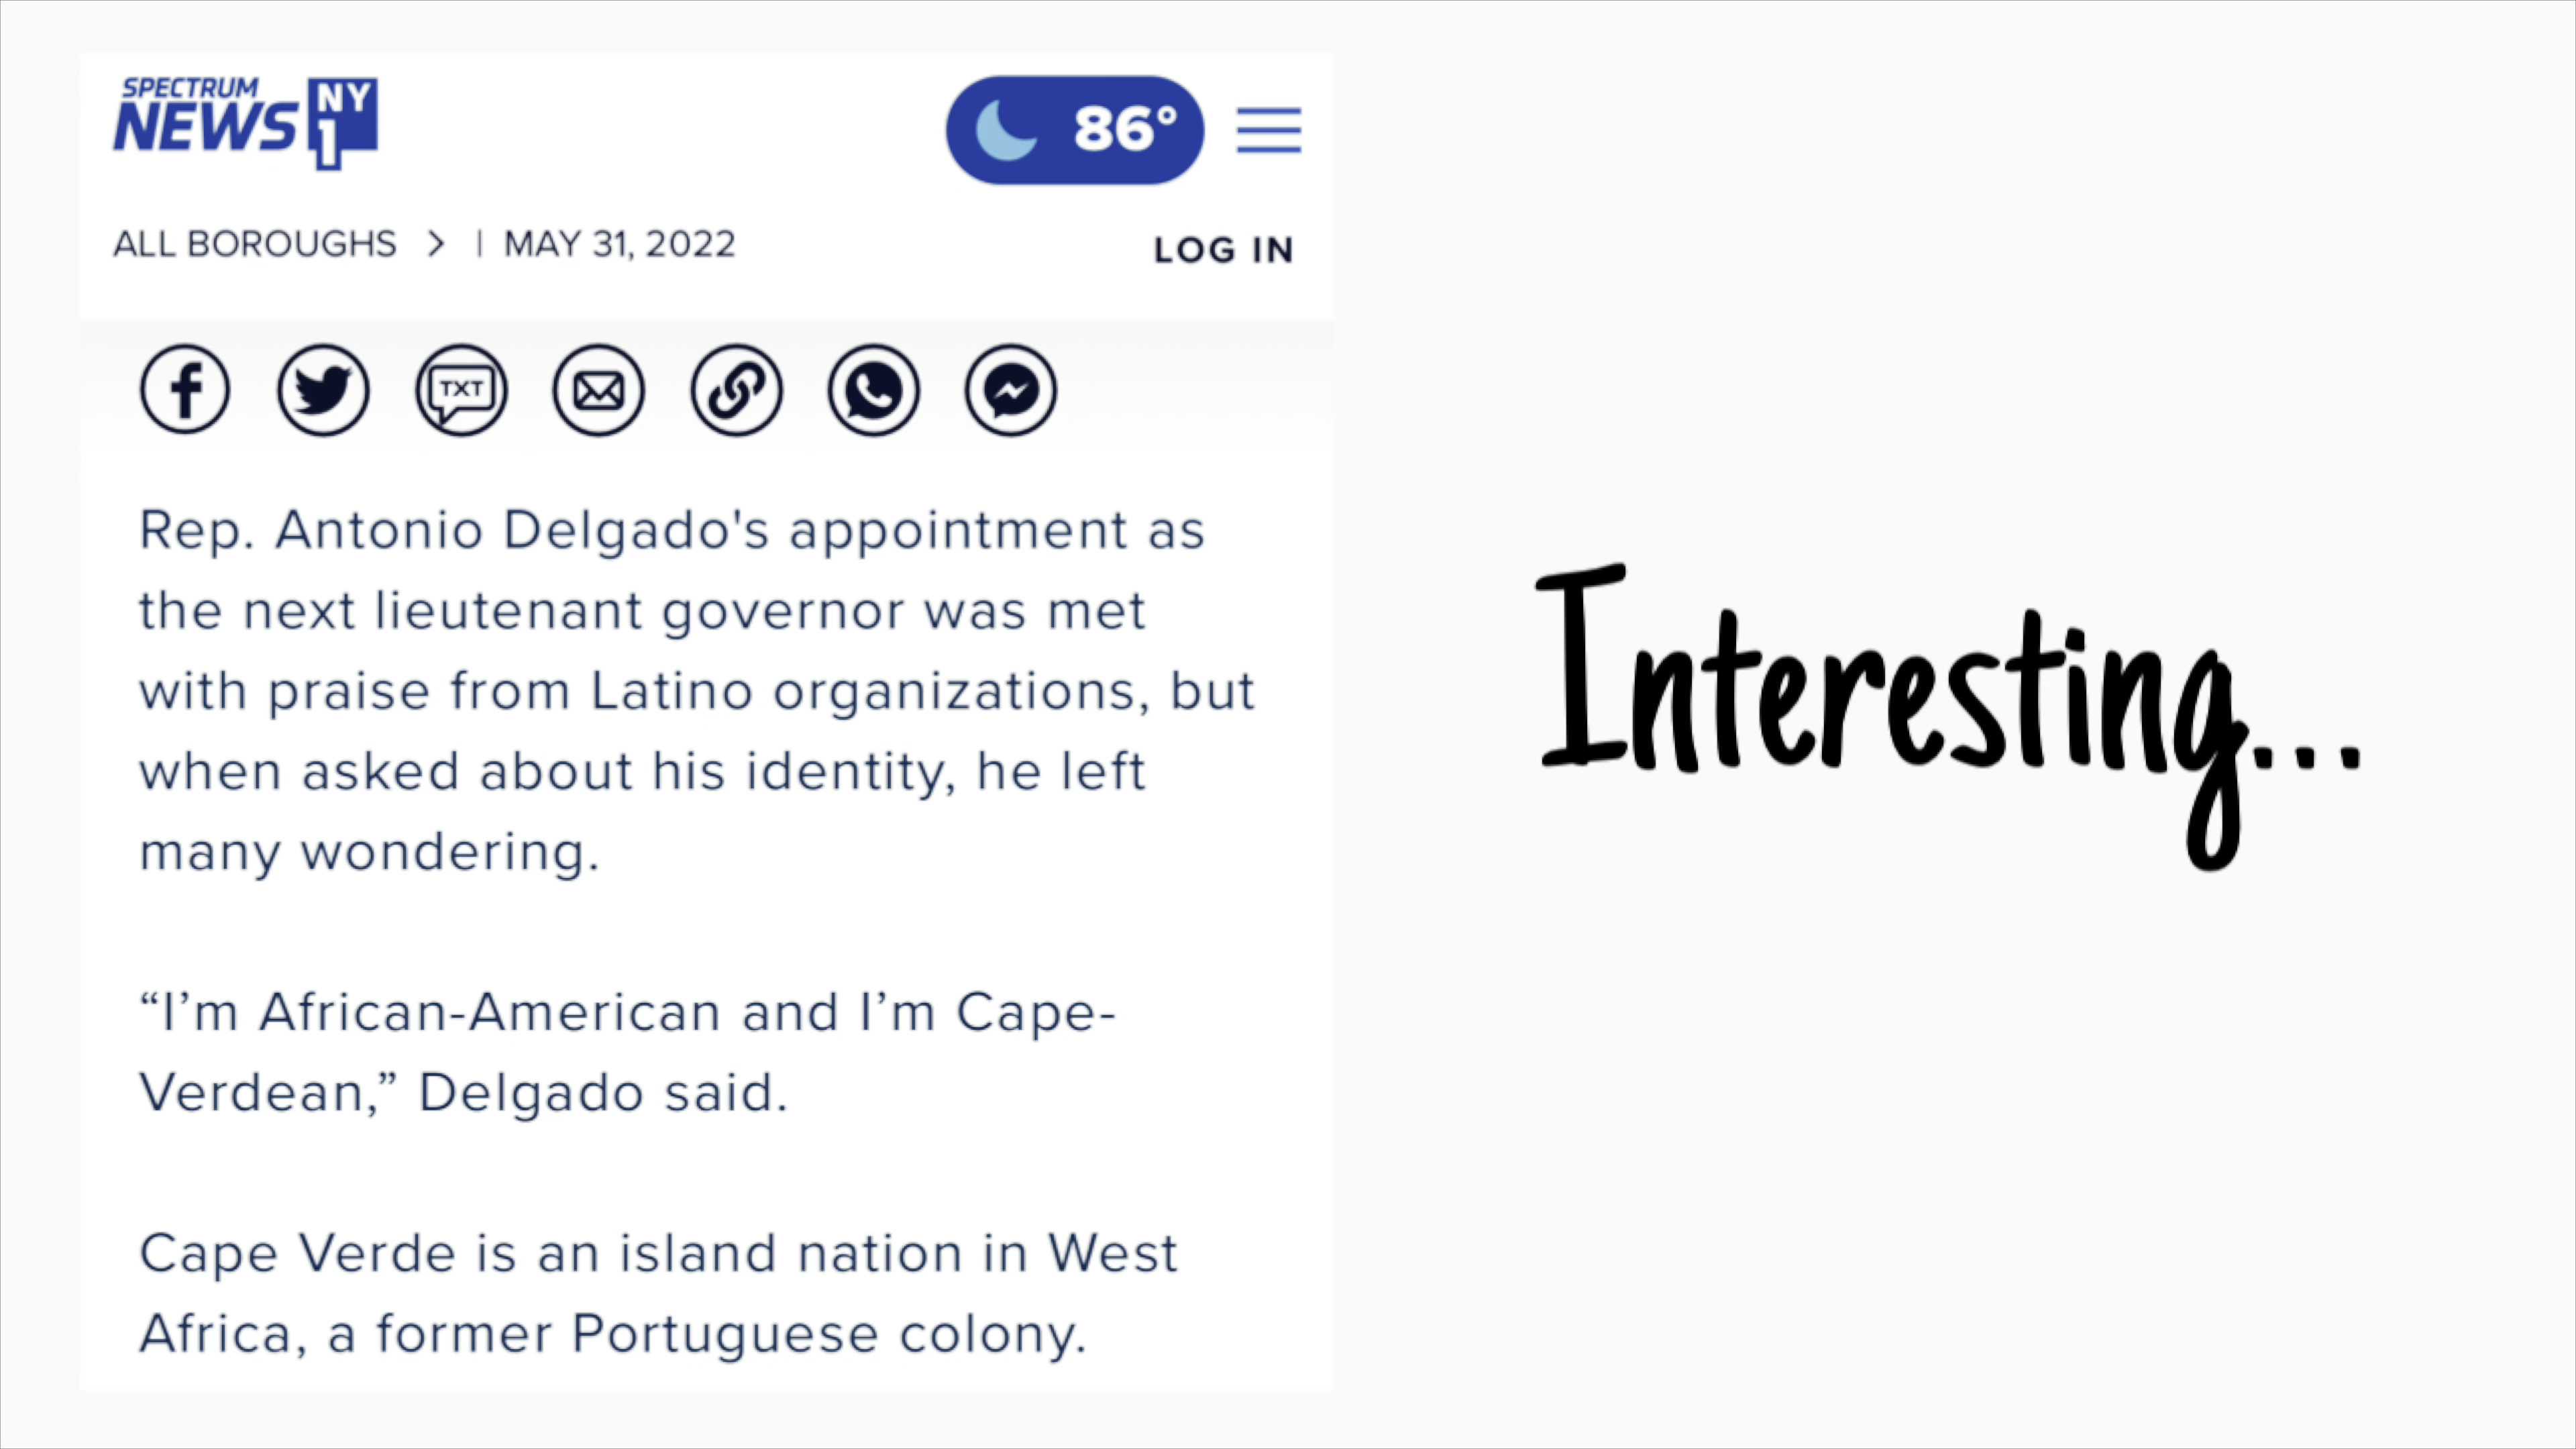 SPECTRUM
NEWS NY
1
86°
ALL BOROUGHS > | MAY 31, 2022
LOG IN
TXT
Rep. Antonio Delgado's appointment as
the next lieutenant governor was met
with praise from Latino organizations, but
when asked about his identity, he left
many wondering.
“I’m African-American and I’m Cape-
Verdean,” Delgado said.
Cape Verde is an island nation in West
Africa, a former Portuguese colony.
Interesting...